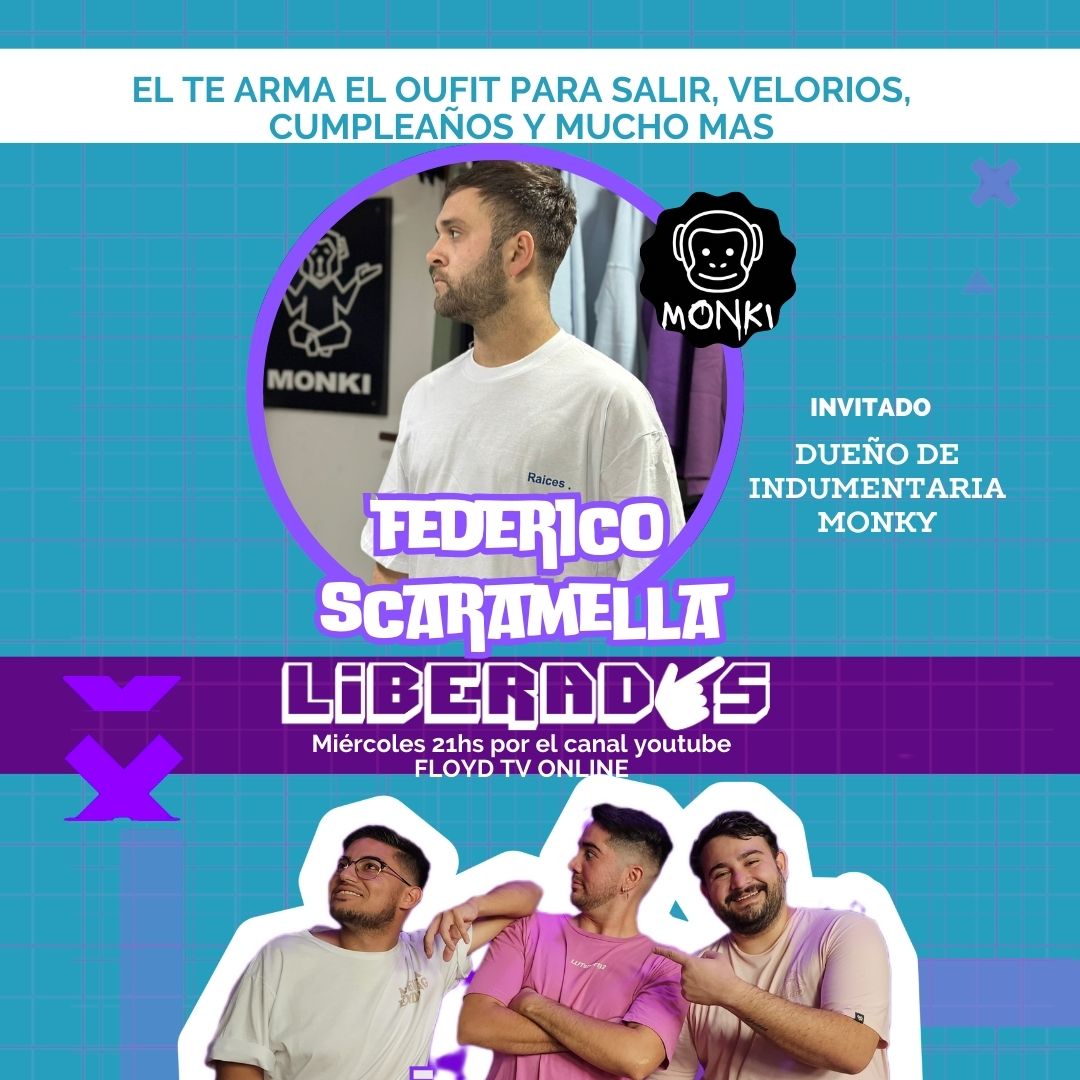 EL TE ARMA EL OUFIT PARA SALIR, VELORIOS,
CUMPLEAÑOS Y MUCHO MAS
MONKI
MONKI
INVITADO
DUEÑO DE
INDUMENTARIA
MONKY
Raices .
FEDERICO
SCARAMELLA
LiBERADOS
Miércoles 21hs por el canal youtube
FLOYD TV ONLINE